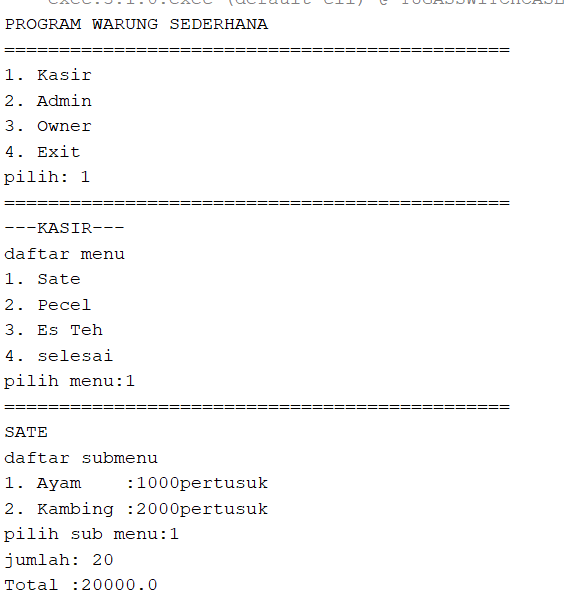 exec:3.1.0:exec (default-cli) @ TUGASSWITCHCASE
PROGRAM WARUNG SEDERHANA
==============================================
1. Kasir
2. Admin
3. Owner
4. Exit
pilih: 1
==============================================
---KASIR---
daftar menu
1. Sate
2. Pecel
3. Es Teh
4. selesai
pilih menu:1
==============================================
SATE
daftar submenu
1. Ayam    :1000pertusuk
2. Kambing :2000pertusuk
pilih sub menu:1
jumlah: 20
Total :20000.0